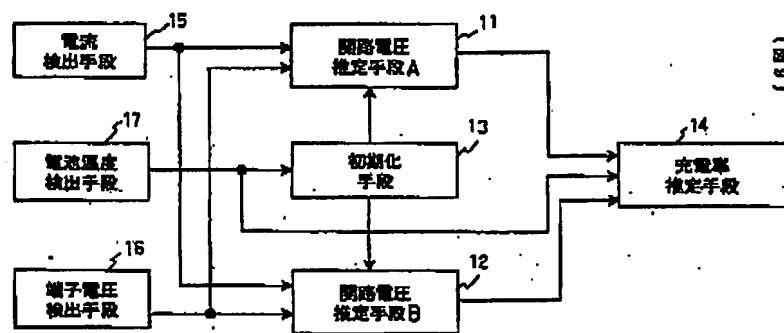 15
電流
検出手段
11
開路電圧
推定手段A
17
電池温度
検出手段
13
初期化
手段
14
充電率
推定手段
16
端子電圧
検出手段
12
開路電圧
推定手段B
(図9)